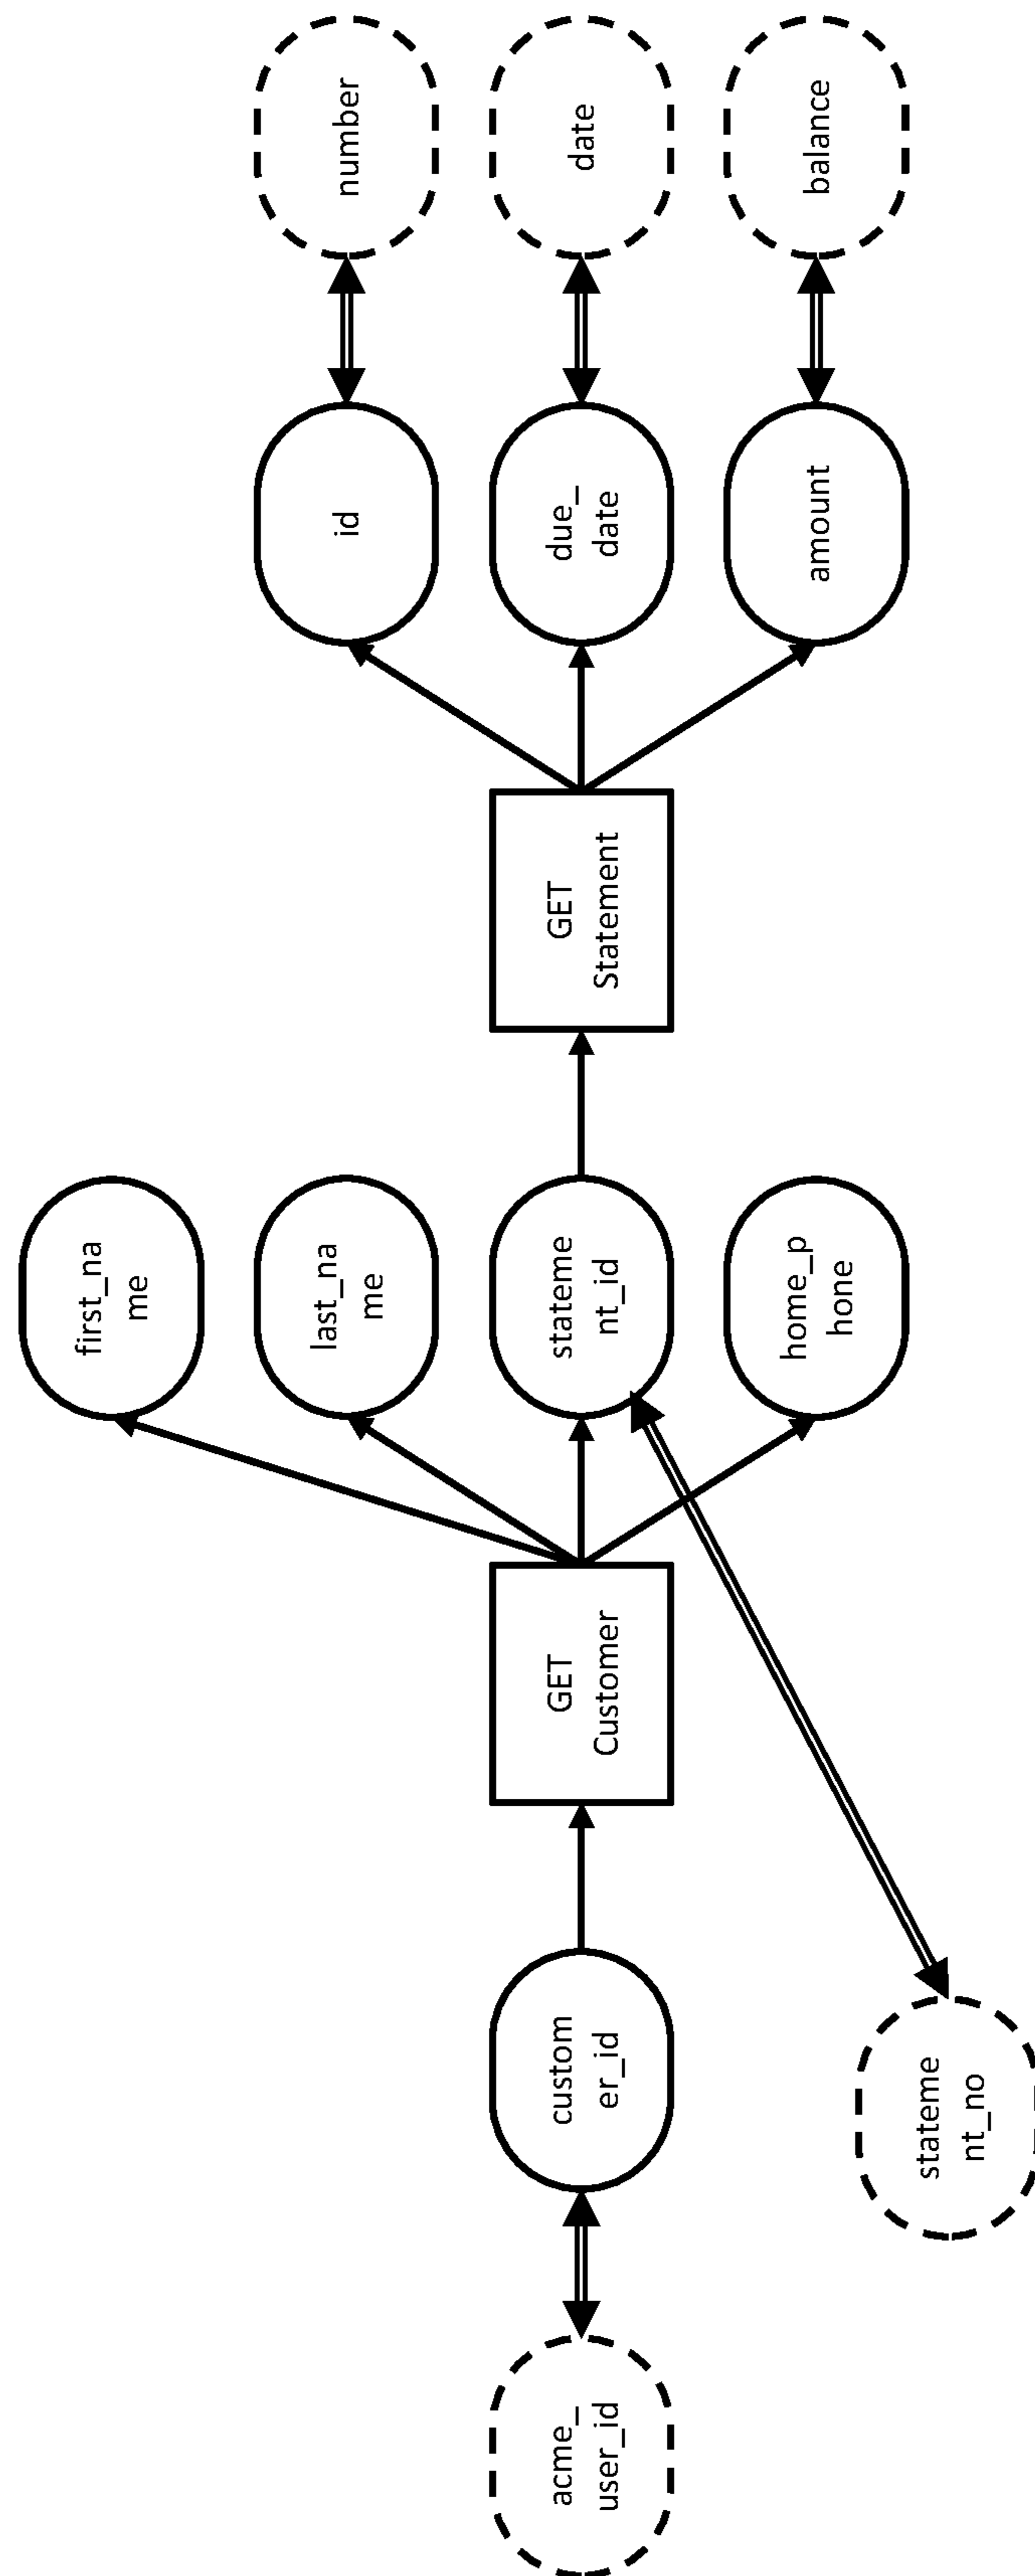 acme_
user_id
custom
er_id
stateme
nt_no
GET
Customer
first_na
me
last_na
me
stateme
nt_id
home_p
hone
GET
Statement
id
due_
date
amount
number
date
balance